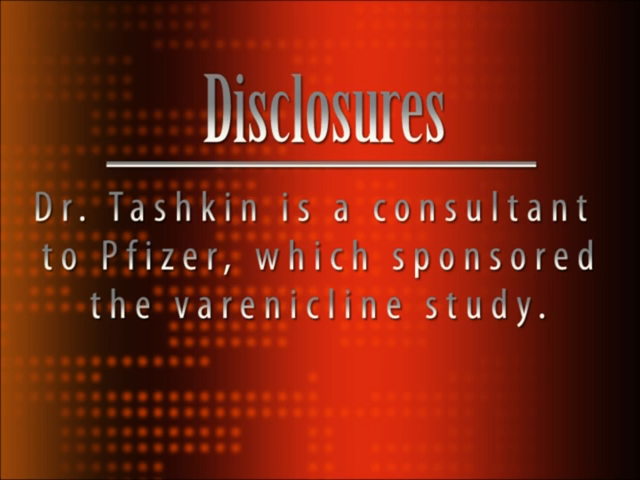 Disclosures
Dr. Tashkin is a consultant
to Pfizer, which sponsored
the varenicline study.